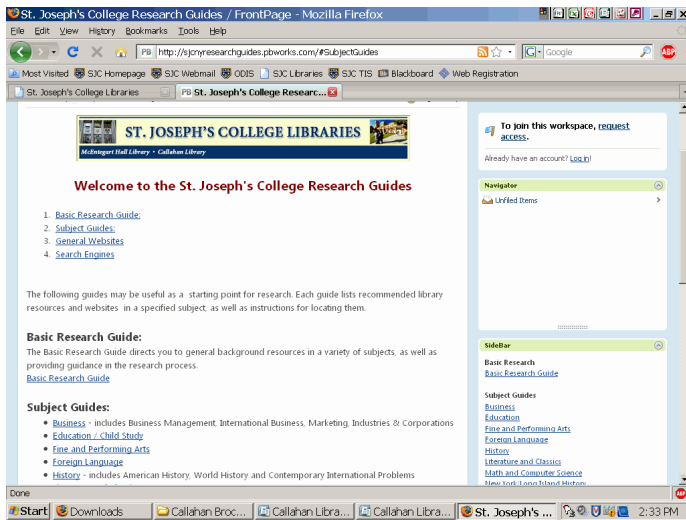 St. Joseph's College Research Guides / FrontPage - Mozilla Firefox
File Edit View History Bookmarks Tools Help
PB http://sjcnyresearchguides.pbworks.com/#SubjectGuides
G Google
ABP
Most Visited SJC Homepage SJC Webmail ODIS SJC Libraries SJC TIS Blackboard Web Registration
St. Joseph's College Libraries
PB St. Joseph's College Researc...
ST. JOSEPH'S COLLEGE LIBRARIES
McEntegart Hall Library • Callahan Library
Welcome to the St. Joseph's College Research Guides
1. Basic Research Guide:
2. Subject Guides:
3. General Websites
4. Search Engines
The following guides may be useful as a starting point for research. Each guide lists recommended library
resources and websites in a specified subject, as well as instructions for locating them.
Basic Research Guide:
The Basic Research Guide directs you to general background resources in a variety of subjects, as well as
providing guidance in the research process.
Basic Research Guide
Subject Guides:
• Business - includes Business Management, International Business, Marketing, Industries & Corporations
• Education / Child Study
• Fine and Performing Arts
• Foreign Language
• History - includes American History, World History and Contemporary International Problems
To join this workspace, request
access.
Already have an account? Log in!
Navigator
Unfiled Items
SideBar
Basic Research
Basic Research Guide
Subject Guides
Business
Education
Fine and Performing Arts
Foreign Language
History
Literature and Classics
Math and Computer Science
New York/Long Island History
Done
Start Downloads Callahan Broc... Callahan Libra... Callahan Libra... St. Joseph's ... 2:33 PM